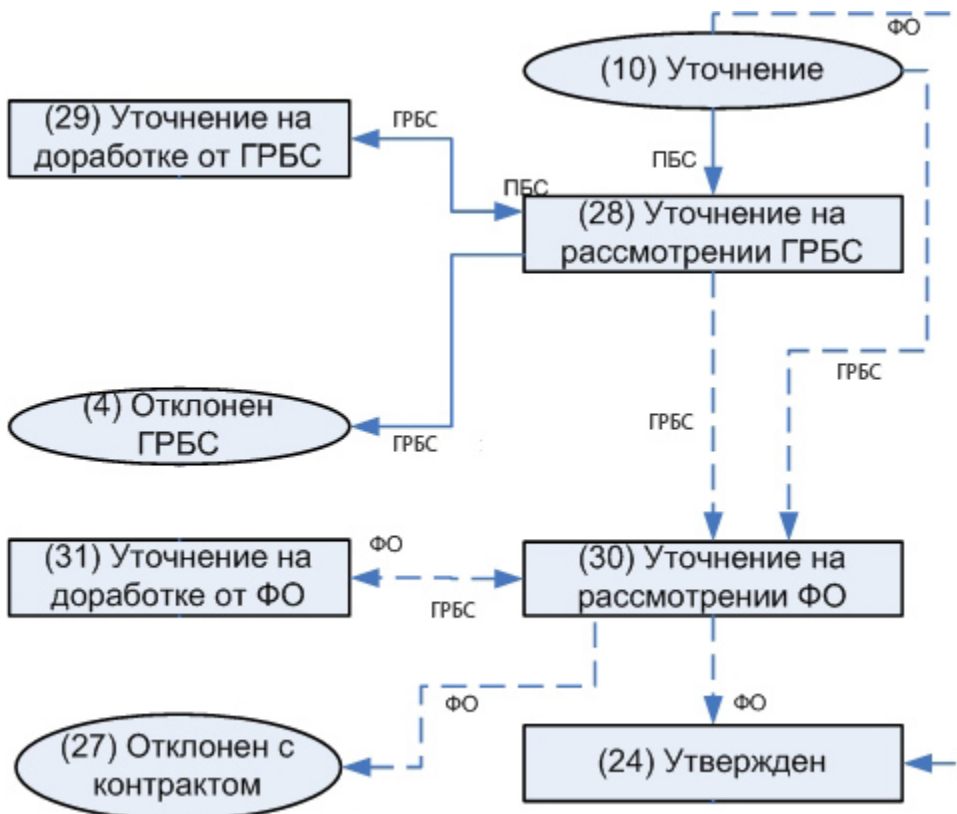 ФО
(10) Уточнение
(29) Уточнение на
доработке от ГРБС
ГРБС
ПБС
ПБС
(28) Уточнение на
рассмотрении ГРБС
ГРБС
(4) Отклонен
ГРБС
ГРБС
ГРБС
(31) Уточнение на
доработке от ФО
ФО
ГРБС
(30) Уточнение на
рассмотрении ФО
ФО
ФО
(27) Отклонен с
контрактом
(24) Утвержден